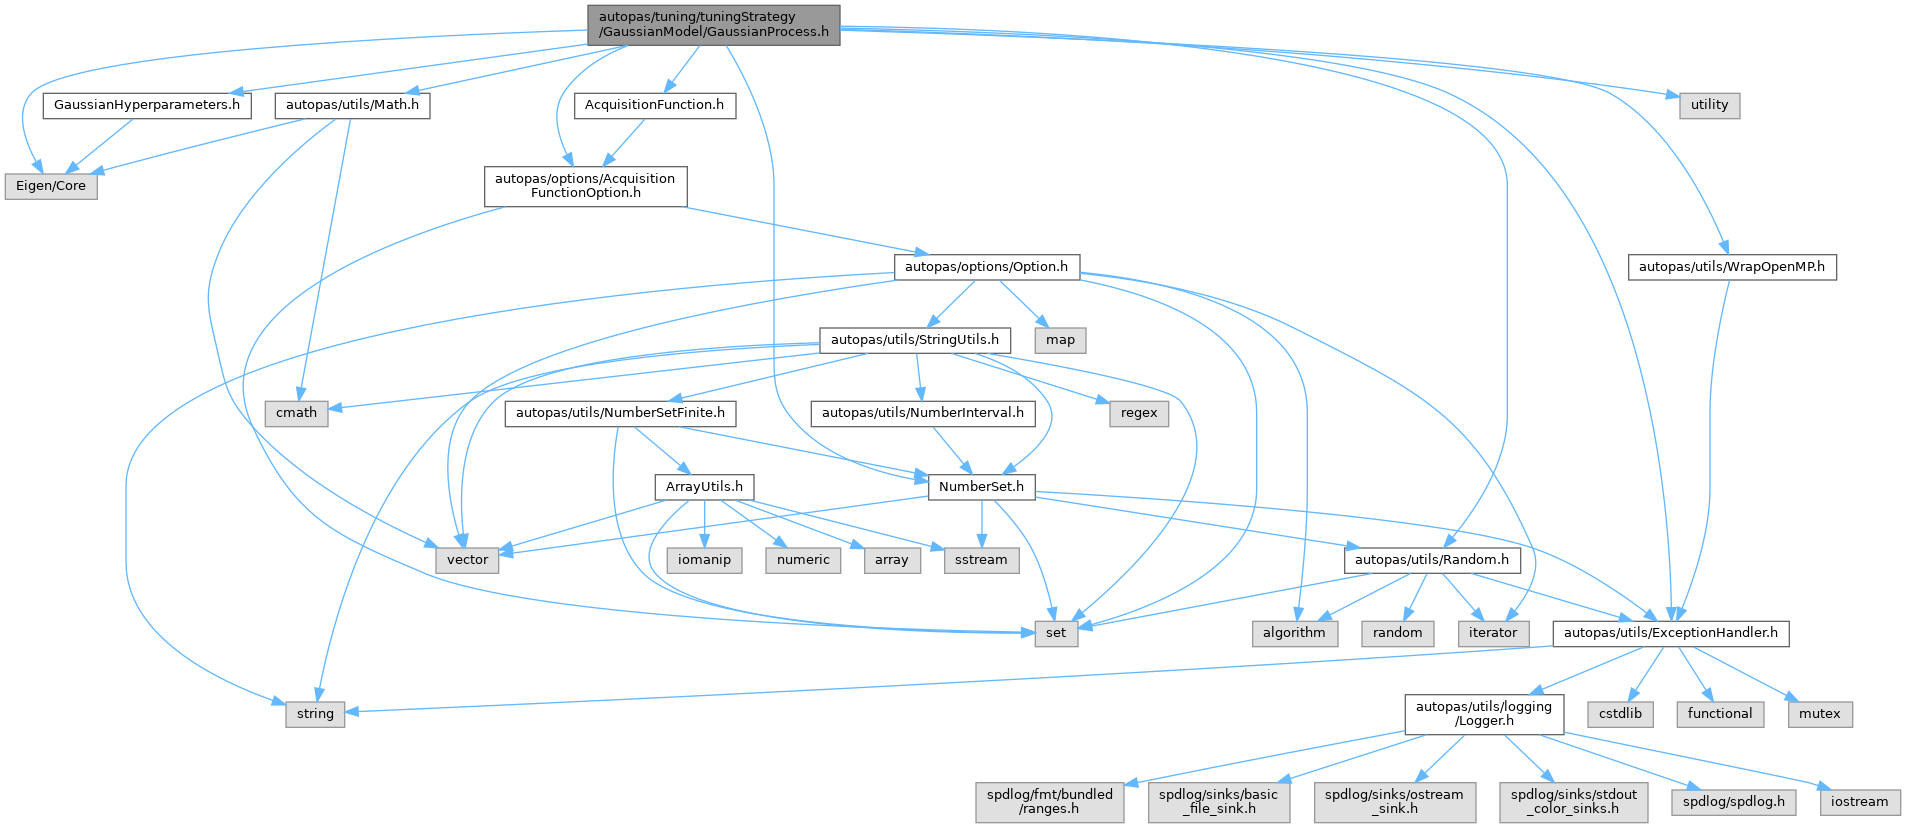 autopas/tuning/tuningStrategy
/GaussianModel/GaussianProcess.h
GaussianHyperparameters.h
autopas/utils/Math.h
AcquisitionFunction.h
utility
Eigen/Core
autopas/options/Acquisition
FunctionOption.h
autopas/options/Option.h
autopas/utils/WrapOpenMP.h
autopas/utils/StringUtils.h
map
cmath
autopas/utils/NumberSetFinite.h
autopas/utils/NumberInterval.h
regex
ArrayUtils.h
NumberSet.h
vector
iomanip
numeric
array
sstream
autopas/utils/Random.h
set
algorithm
random
iterator
autopas/utils/ExceptionHandler.h
string
autopas/utils/logging
/Logger.h
cstdlib
functional
mutex
spdlog/fmt/bundled
/ranges.h
spdlog/sinks/basic
_file_sink.h
spdlog/sinks/ostream
_sink.h
spdlog/sinks/stdout
_color_sinks.h
spdlog/spdlog.h
iostream